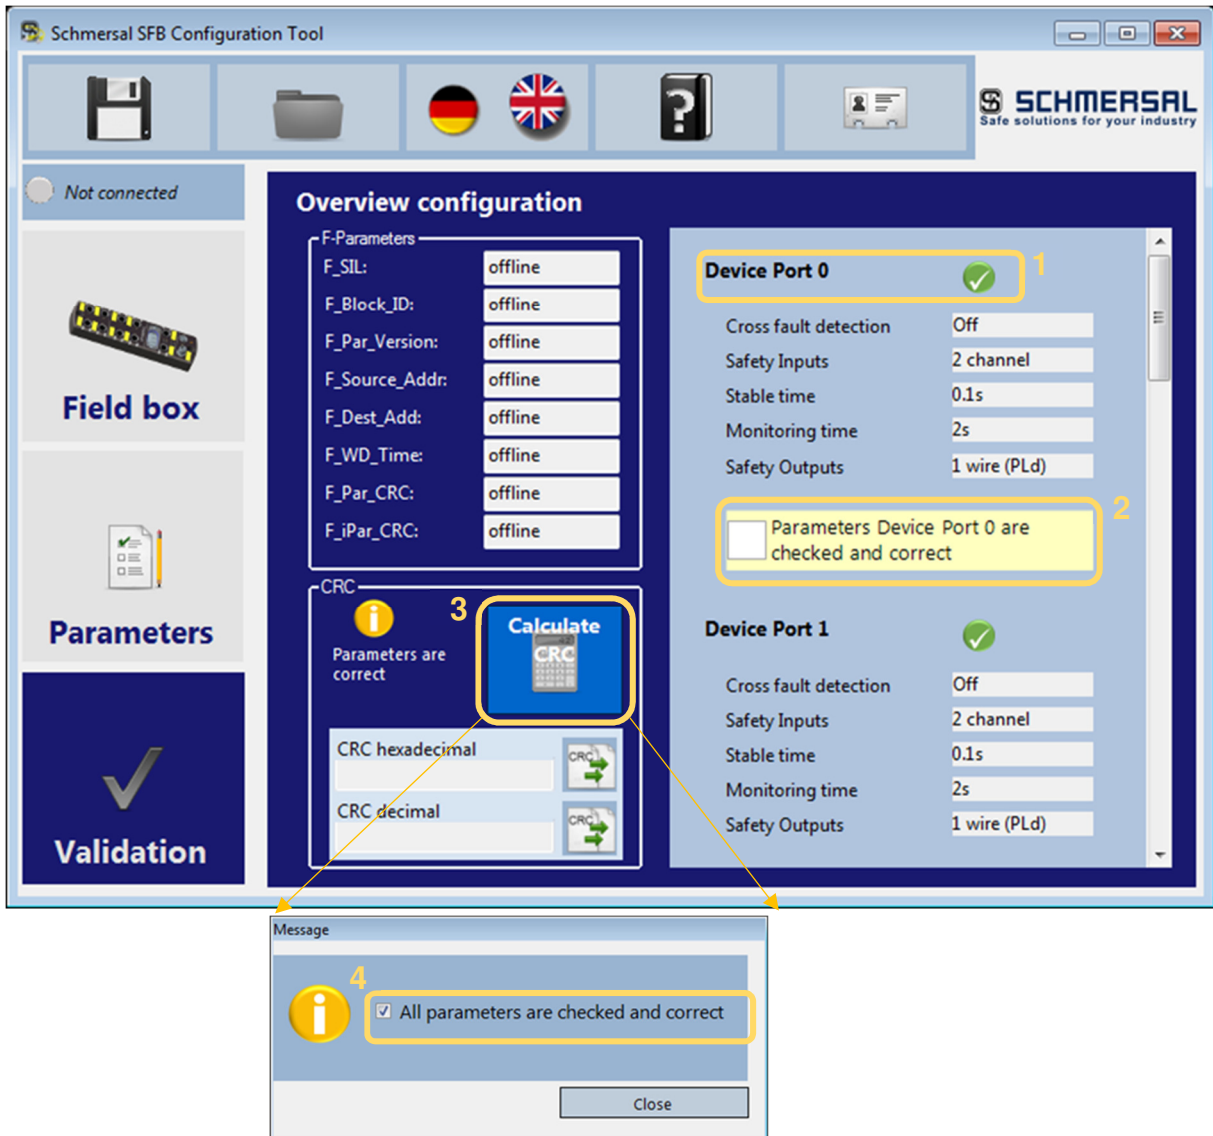 Schmersal SFB Configuration Tool
SCHMERSAL
Safe solutions for your industry
Not connected
Field box
Parameters
Validation
Overview configuration
F-Parameters
F_SIL: offline
F_Block_ID: offline
F_Par_Version: offline
F_Source_Addr: offline
F_Dest_Add: offline
F_WD_Time: offline
F_Par_CRC: offline
F_iPar_CRC: offline
CRC
Parameters are
correct
3
Calculate
CRC
CRC hexadecimal
CRC
CRC decimal
CRC
Device Port 0
1
Cross fault detection Off
Safety Inputs 2 channel
Stable time 0.1s
Monitoring time 2s
Safety Outputs 1 wire (PLd)
2
Parameters Device Port 0 are
checked and correct
Device Port 1
Cross fault detection Off
Safety Inputs 2 channel
Stable time 0.1s
Monitoring time 2s
Safety Outputs 1 wire (PLd)
Message
4
All parameters are checked and correct
Close